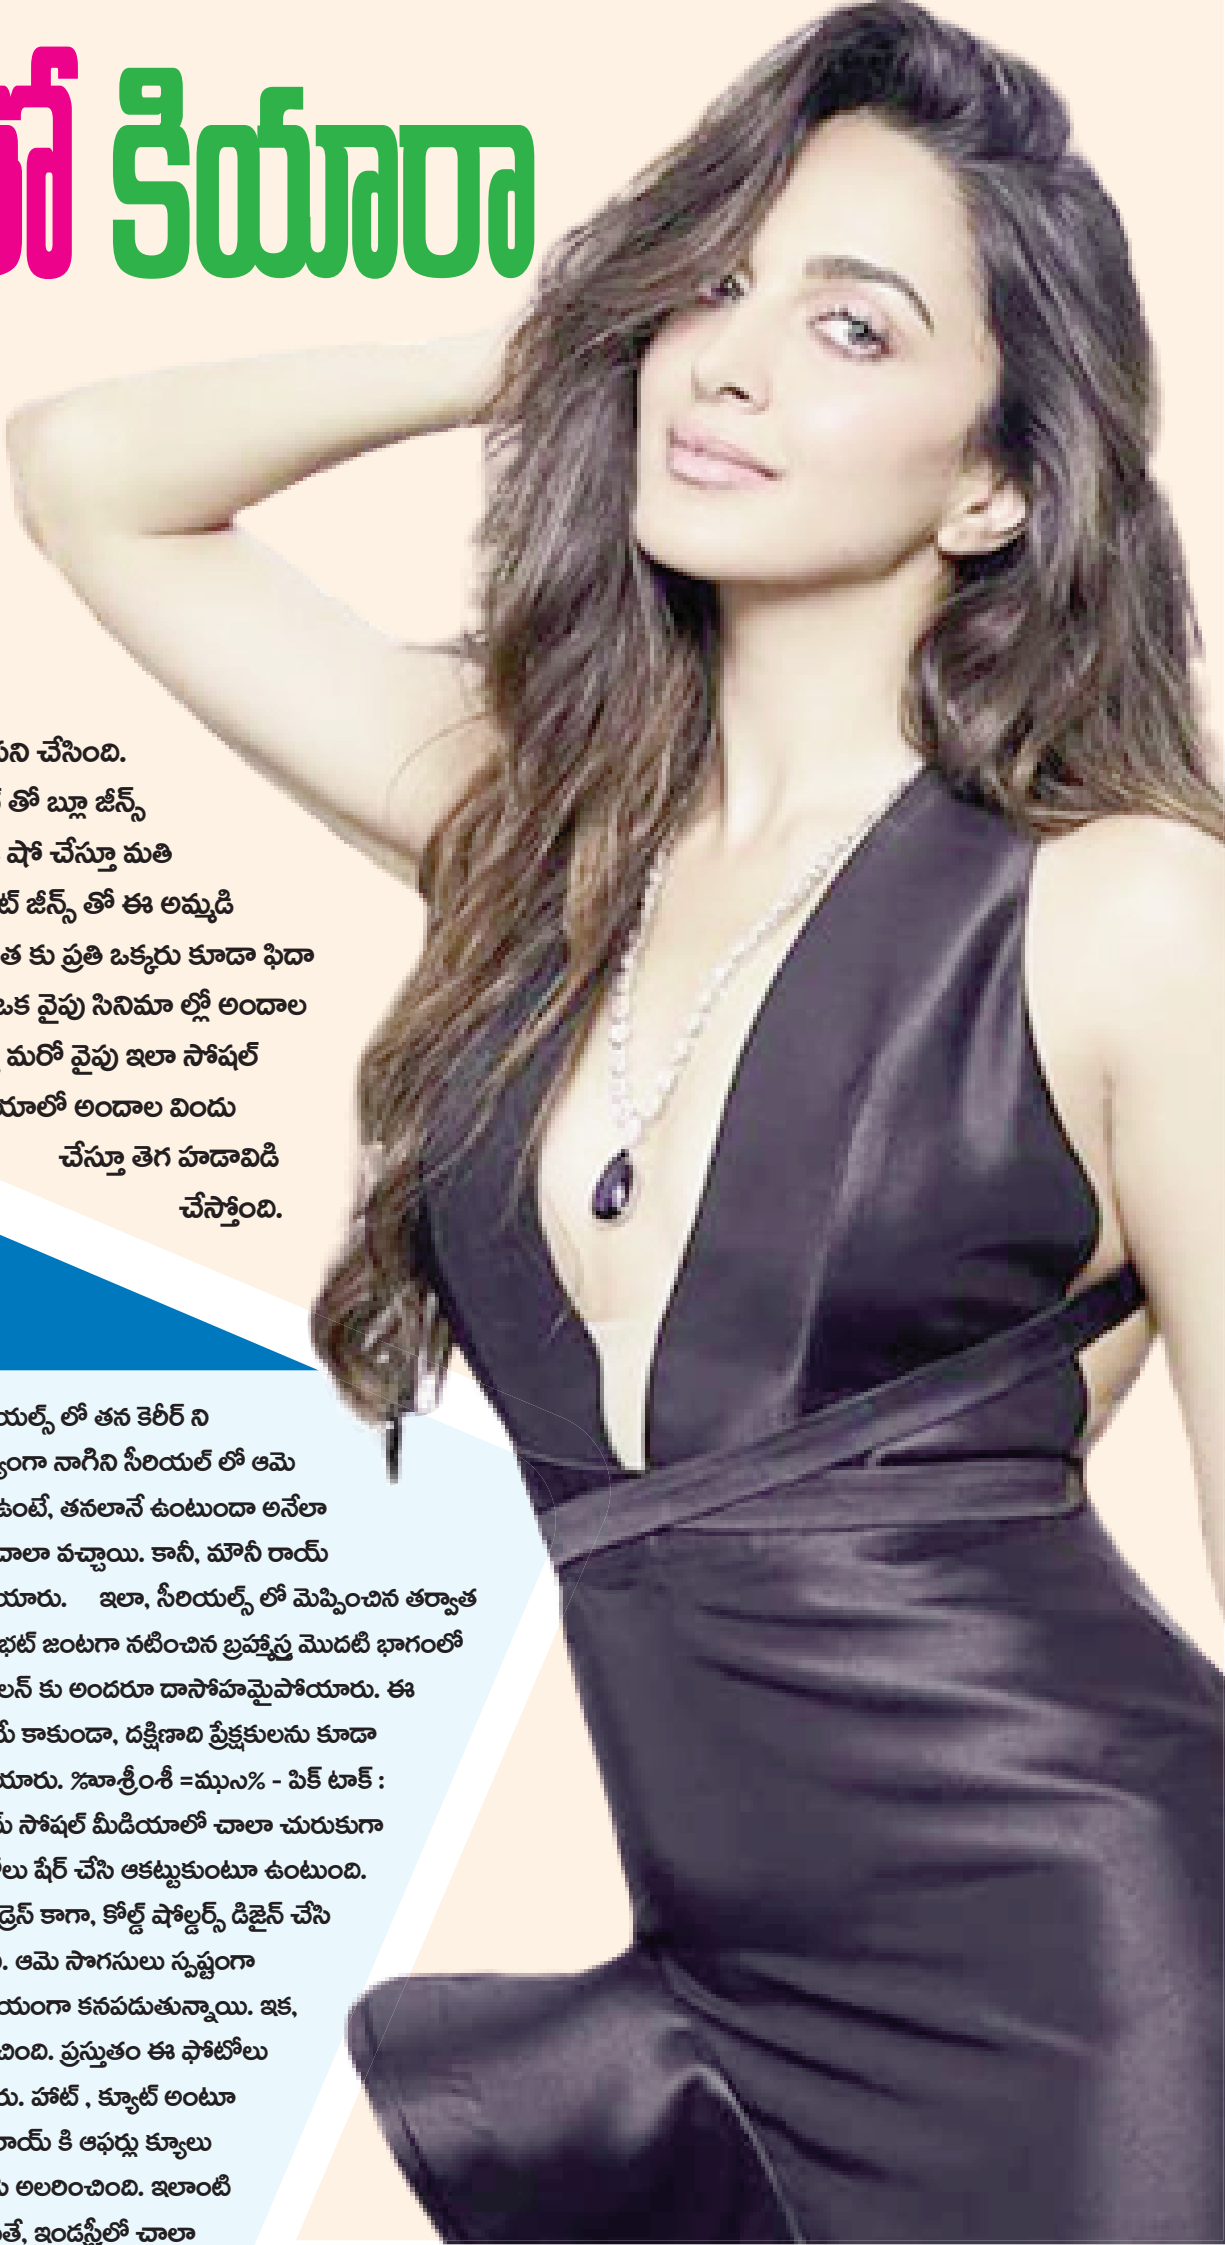 తో కియారా
పని చేసింది.
తో బ్లూ జీన్స్
షో చేస్తూ మతి
జీన్స్ తో ఈ అమ్మడి
కు ప్రతి ఒక్కరు కూడా ఫిదా
ఒక వైపు సినిమా ల్లో అందాల
మరో వైపు ఇలా సోషల్
అందాల విందు
చేస్తూ తెగ హడావిడి
చేస్తోంది.
లో తన కెరీర్ ని
నాగిని సీరియల్ లో ఆమె
ఉంటే, తనలానే ఉంటుందా అనేలా
చాలా వచ్చాయి. కానీ, మౌనీ రాయ్
ఇలా, సీరియల్స్ లో మెప్పించిన తర్వాత
భట్ జంటగా నటించిన బ్రహ్మాస్త్ర మొదటి భాగంలో
కు అందరూ దాసోహమైపోయారు. ఈ
కాకుండా, దక్షిణాది ప్రేక్షకులను కూడా
- పిక్ టాక్ :
సోషల్ మీడియాలో చాలా చురుకుగా
షేర్ చేసి ఆకట్టుకుంటూ ఉంటుంది.
డ్రెస్ కాగా, కోల్డ్ షోల్డర్స్ డిజైన్ చేసి
ఆమె సొగసులు స్పష్టంగా
కనపడుతున్నాయి. ఇక,
ప్రస్తుతం ఈ ఫోటోలు
హాట్ , క్యూట్ అంటూ
రాయ్ కి ఆఫర్లు క్యూలు
అలరించింది. ఇలాంటి
ఇండస్ట్రీలో చాలా